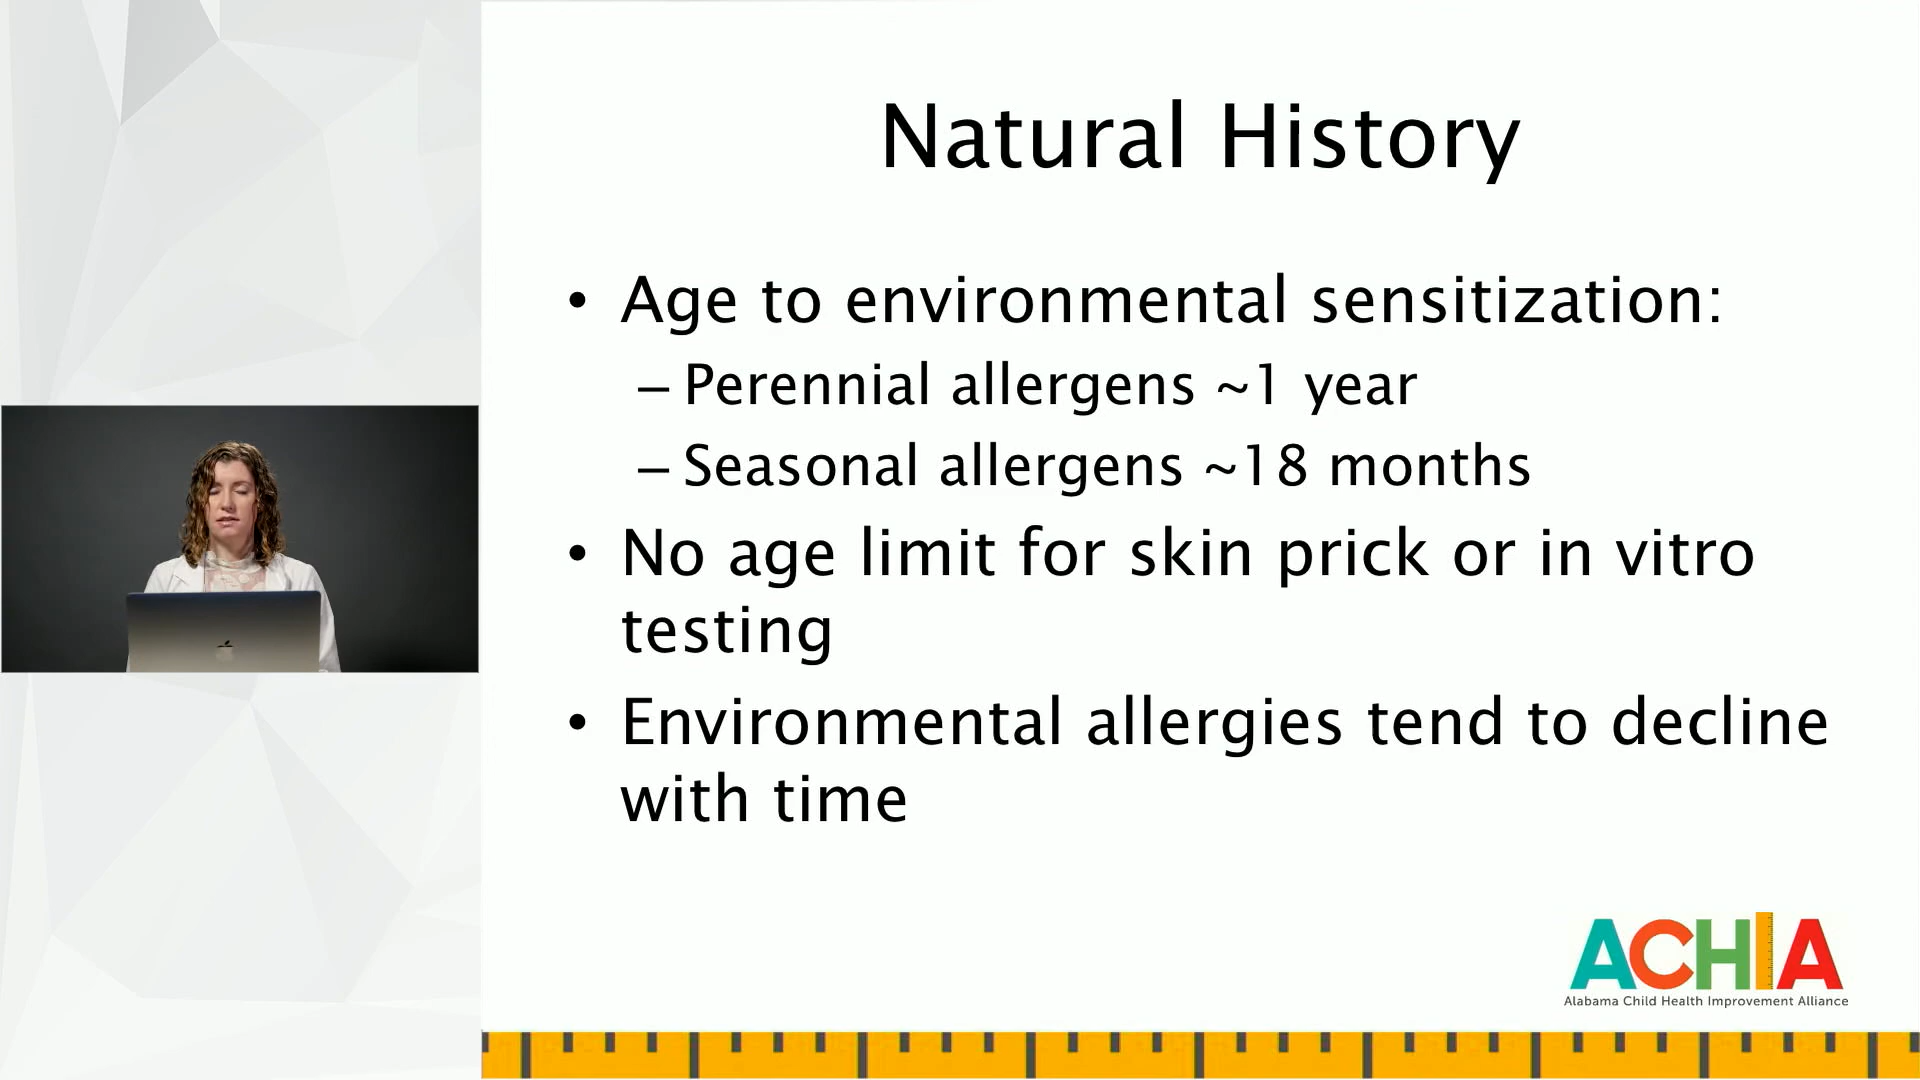 Natural History
• Age to environmental sensitization:
– Perennial allergens ~1 year
– Seasonal allergens ~18 months
• No age limit for skin prick or in vitro
testing
• Environmental allergies tend to decline
with time
ACHIA
Alabama Child Health Improvement Alliance